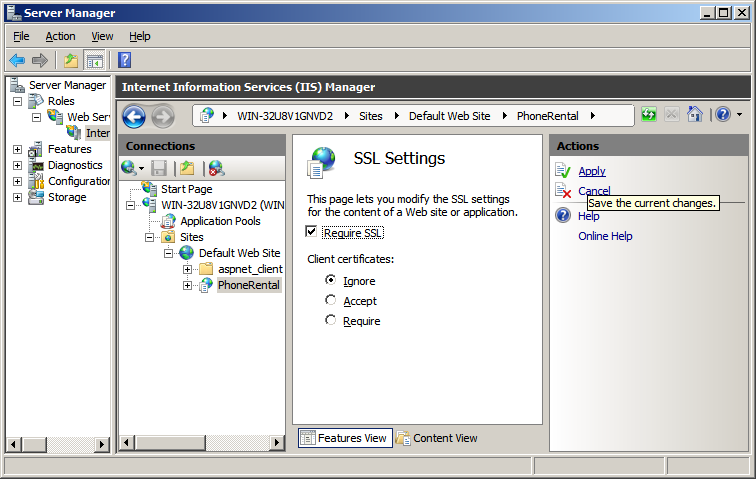 Server Manager
File Action View Help
Server Manager
Roles
Web Serv
Inter
Features
Diagnostics
Configuration
Storage
Internet Information Services (IIS) Manager
WIN-32U8V1GNVD2 Sites Default Web Site PhoneRental
Connections
Start Page
WIN-32U8V1GNVD2 (WIN
Application Pools
Sites
Default Web Site
aspnet_client
PhoneRental
SSL Settings
This page lets you modify the SSL settings
for the content of a Web site or application.
Require SSL
Client certificates:
Ignore
Accept
Require
Features View
Content View
Actions
Apply
Cancel
Save the current changes.
Help
Online Help